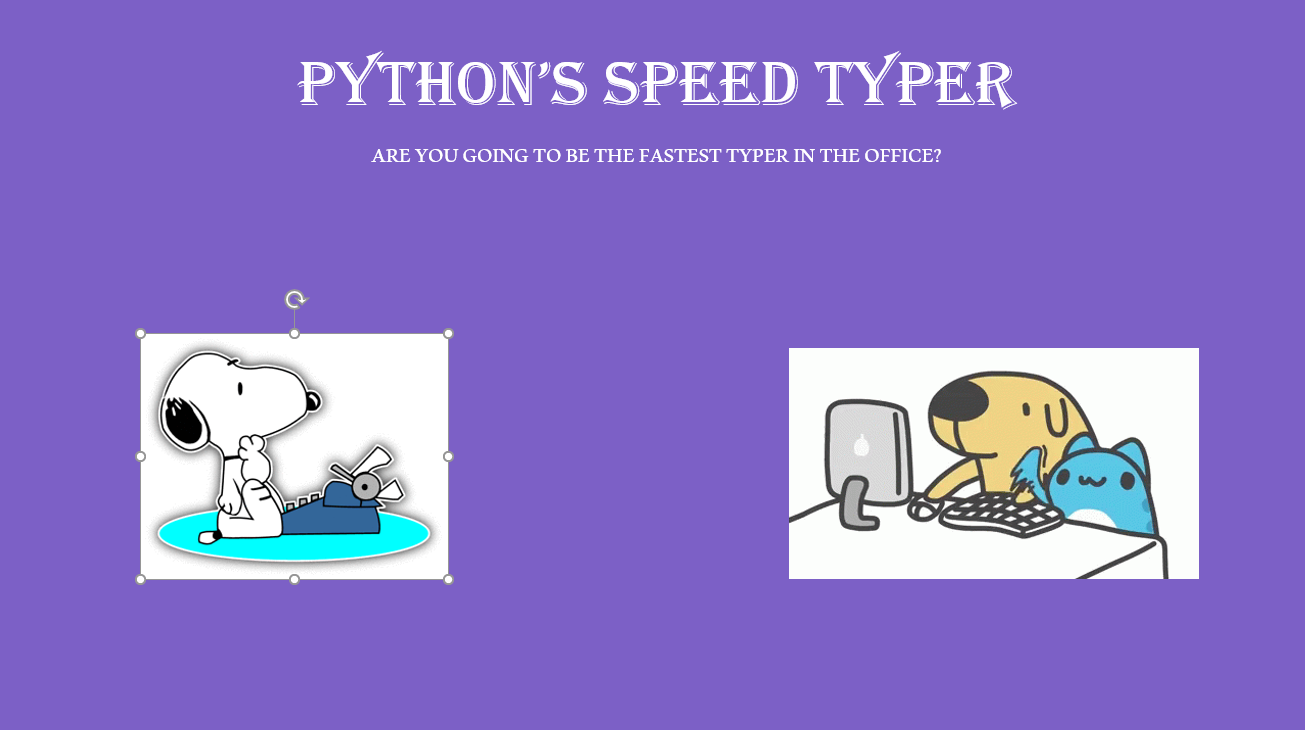 PYTHON’S SPEED TYPER
ARE YOU GOING TO BE THE FASTEST TYPER IN THE OFFICE?